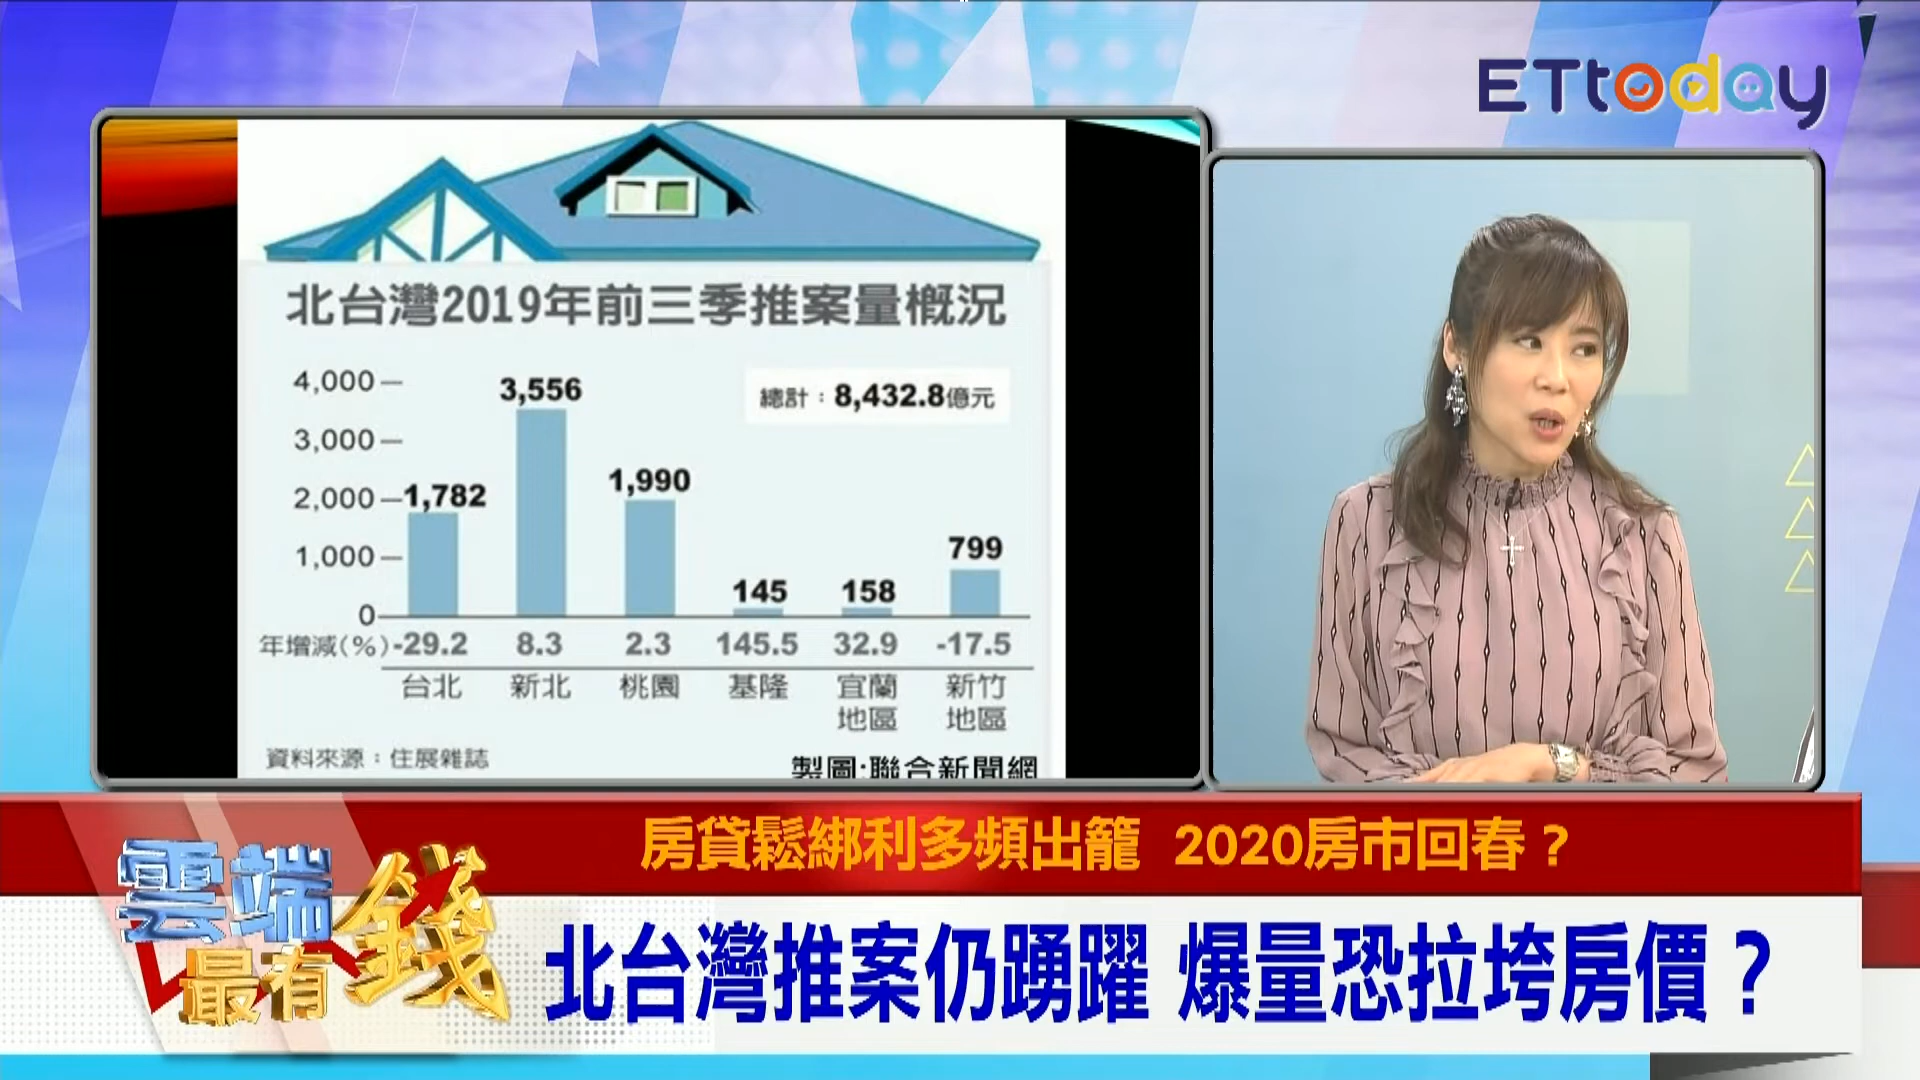 ETtoday
北台灣2019年前三季推案量概況
總計：8,432.8億元
4,000
3,000
2,000
1,000
0
1,782
3,556
1,990
145
158
799
年增減(%) -29.2 8.3 2.3 145.5 32.9 -17.5
台北 新北 桃園 基隆 宜蘭地區 新竹地區
資料來源：住展雜誌
製圖:聯合新聞網
房貸鬆綁利多頻出籠 2020房市回春？
雲端最有錢
北台灣推案仍踴躍 爆量恐拉垮房價？